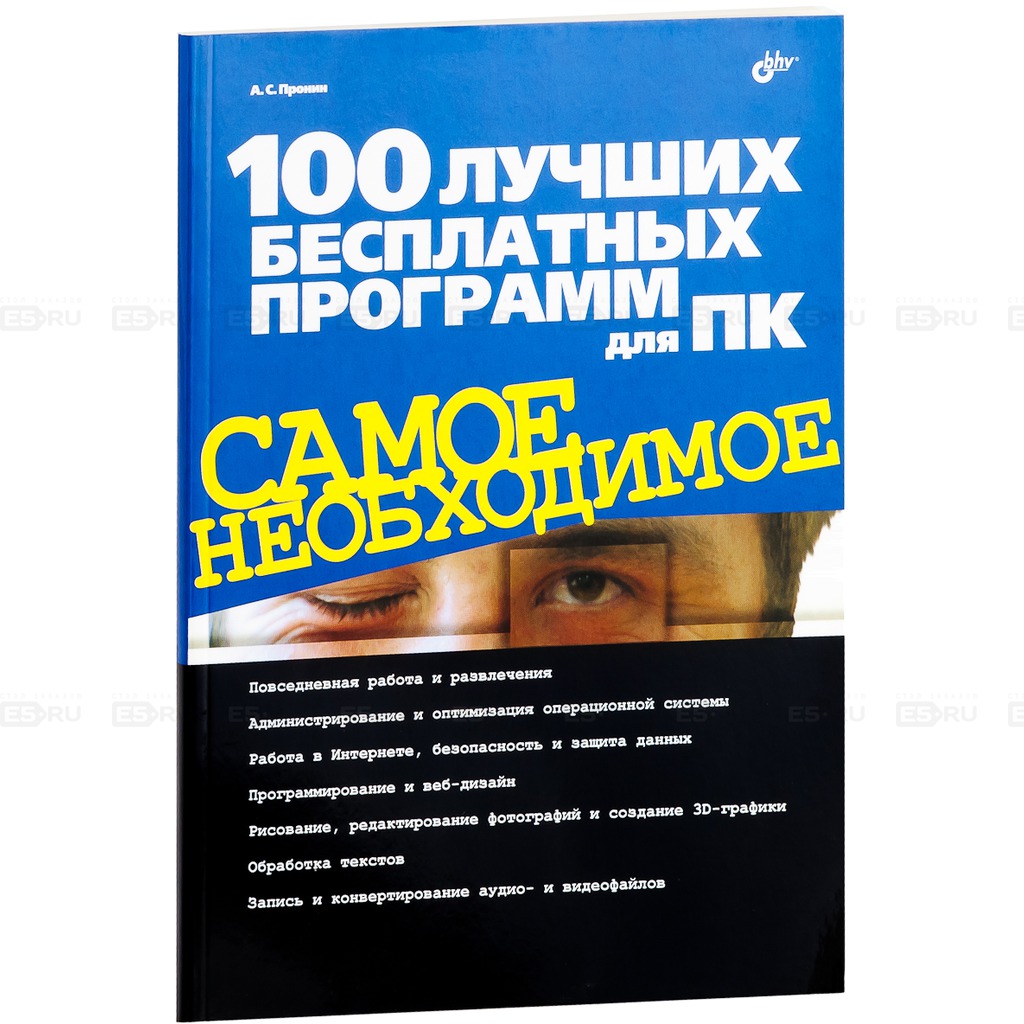 bhv®
А. С. Пронин
100 ЛУЧШИХ
БЕСПЛАТНЫХ
ПРОГРАММ
для ПК
САМОЕ
НЕОБХОДИМОЕ
Повседневная работа и развлечения
Администрирование и оптимизация операционной системы
Работа в Интернете, безопасность и защита данных
Программирование и веб-дизайн
Рисование, редактирование фотографий и создание 3D-графики
Обработка текстов
Запись и конвертирование аудио- и видеофайлов